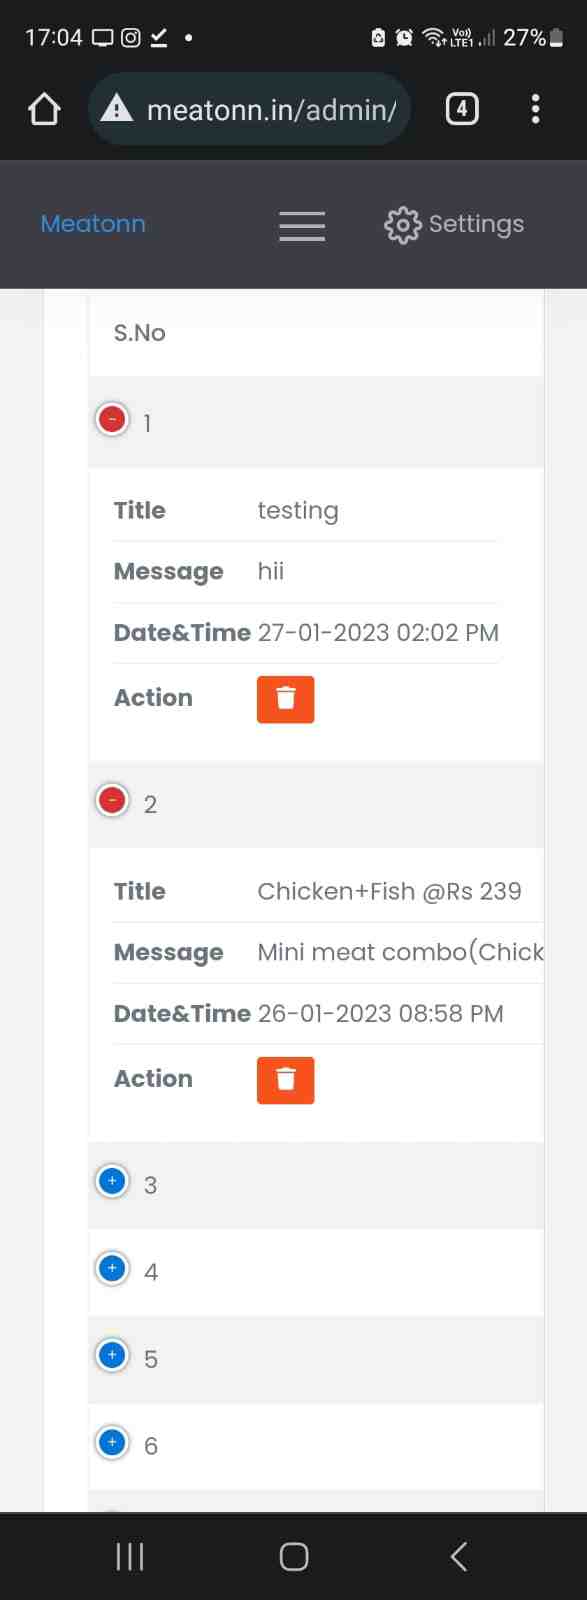 17:04 Vo) LTE1 27%
meatonn.in/admin/ 4
Meatonn Settings
S.No
1
Title testing
Message hii
Date&Time 27-01-2023 02:02 PM
Action
2
Title Chicken+Fish @Rs 239
Message Mini meat combo(Chick
Date&Time 26-01-2023 08:58 PM
Action
3
4
5
6